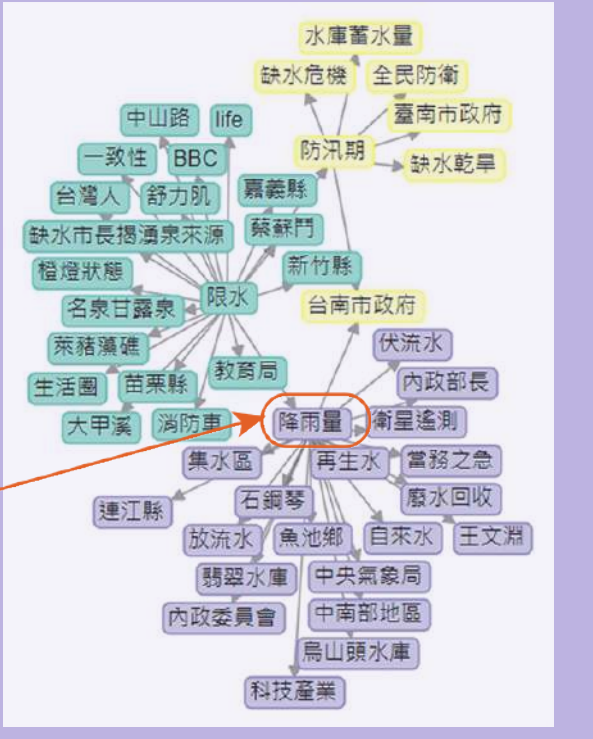 水庫蓄水量
缺水危機
全民防衛
臺南市政府
防汛期
缺水乾旱
中山路
life
一致性
BBC
台灣人
舒力肌
嘉義縣
缺水市長揭湧泉來源
蔡蘇門
橙燈狀態
限水
新竹縣
名泉甘露泉
台南市政府
萊豬藻礁
生活圈
苗栗縣
教育局
大甲溪
消防車
伏流水
內政部長
降雨量
衛星遙測
集水區
再生水
當務之急
連江縣
石鋼琴
廢水回收
放流水
魚池鄉
自來水
王文淵
翡翠水庫
中央氣象局
內政委員會
中南部地區
烏山頭水庫
科技產業